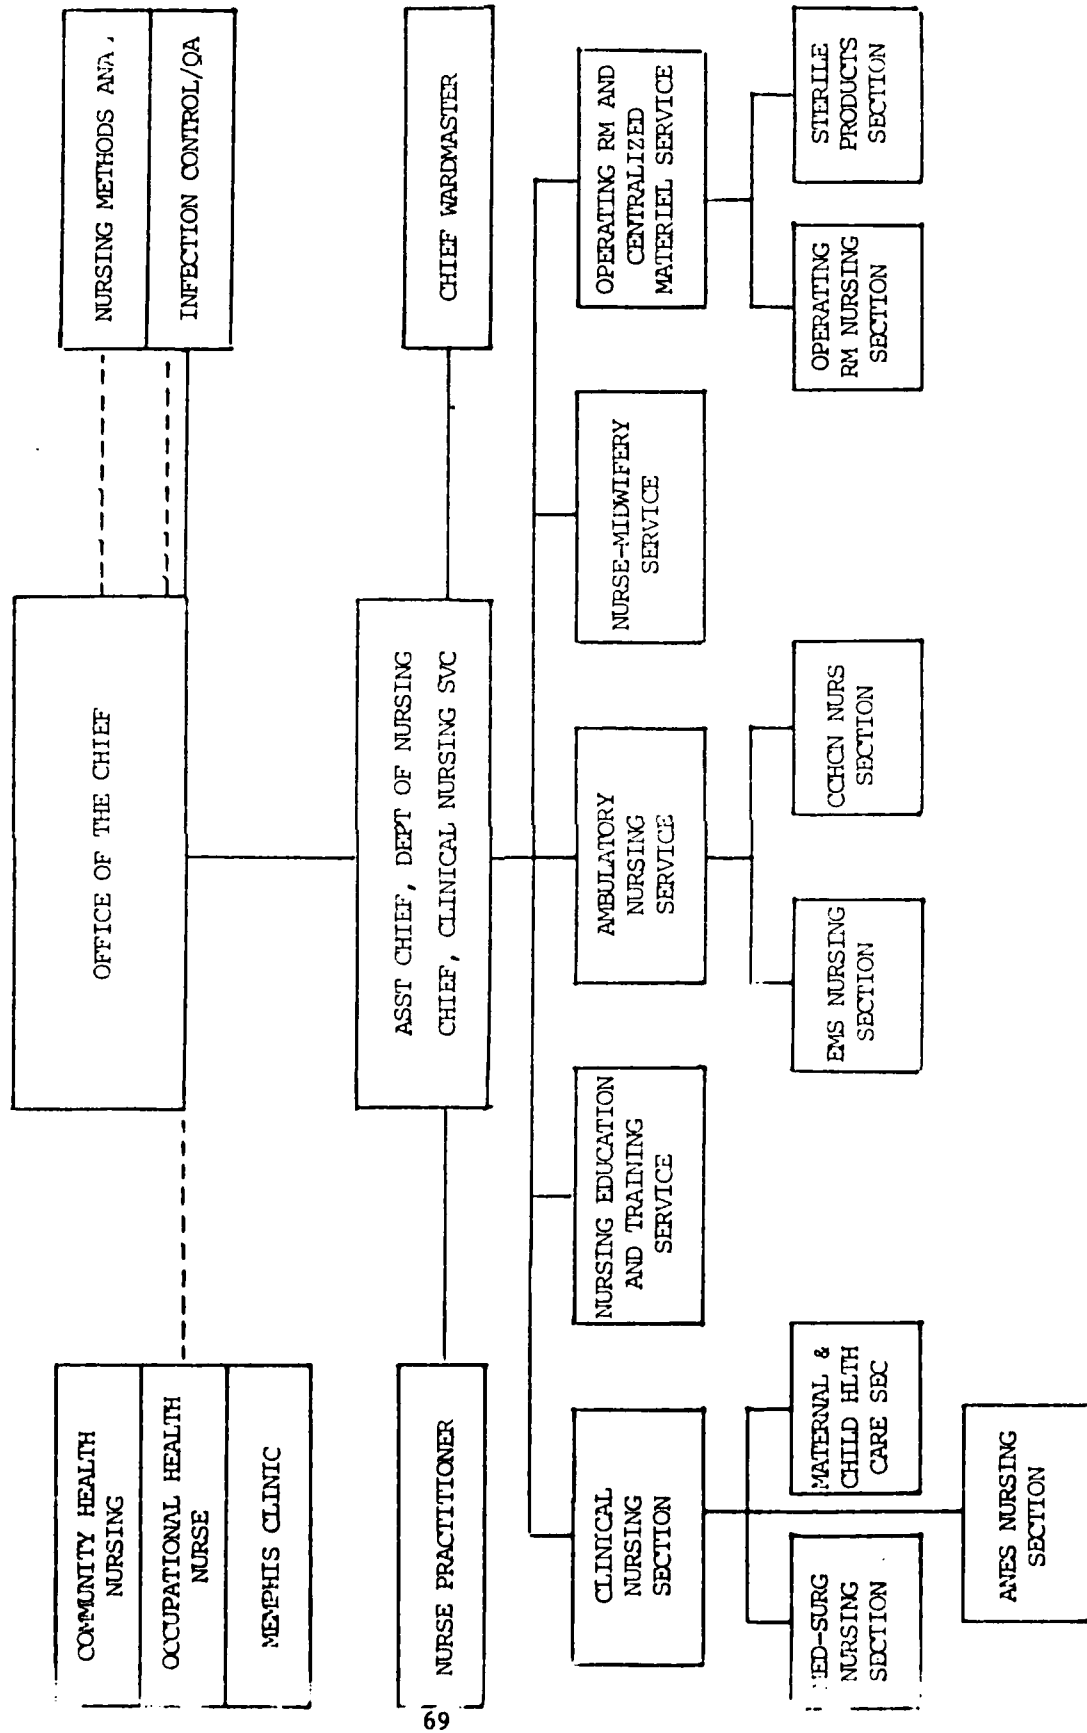 OFFICE OF THE CHIEF
COMMUNITY HEALTH
NURSING
OCCUPATIONAL HEALTH
NURSE
MEMPHIS CLINIC
NURSING METHODS
INFECTION CONTROL/QA
NURSE PRACTITIONER
ASST CHIEF, DEPT OF NURSING
CHIEF, CLINICAL NURSING SVC
CHIEF WARDMASTER
CLINICAL
NURSING
SECTION
NURSING EDUCATION
AND TRAINING
SERVICE
AMBULATORY
NURSING
SERVICE
NURSE-MIDWIFERY
SERVICE
OPERATING RM AND
CENTRALIZED
MATERIEL SERVICE
NURSING
SECTION
MATERNAL &
CHILD HLTH
CARE SEC
EMS NURSING
SECTION
CCHCN NURS
SECTION
OPERATING
RM NURSING
SECTION
STERILE
PRODUCTS
SECTION
ANES NURSING
SECTION
69